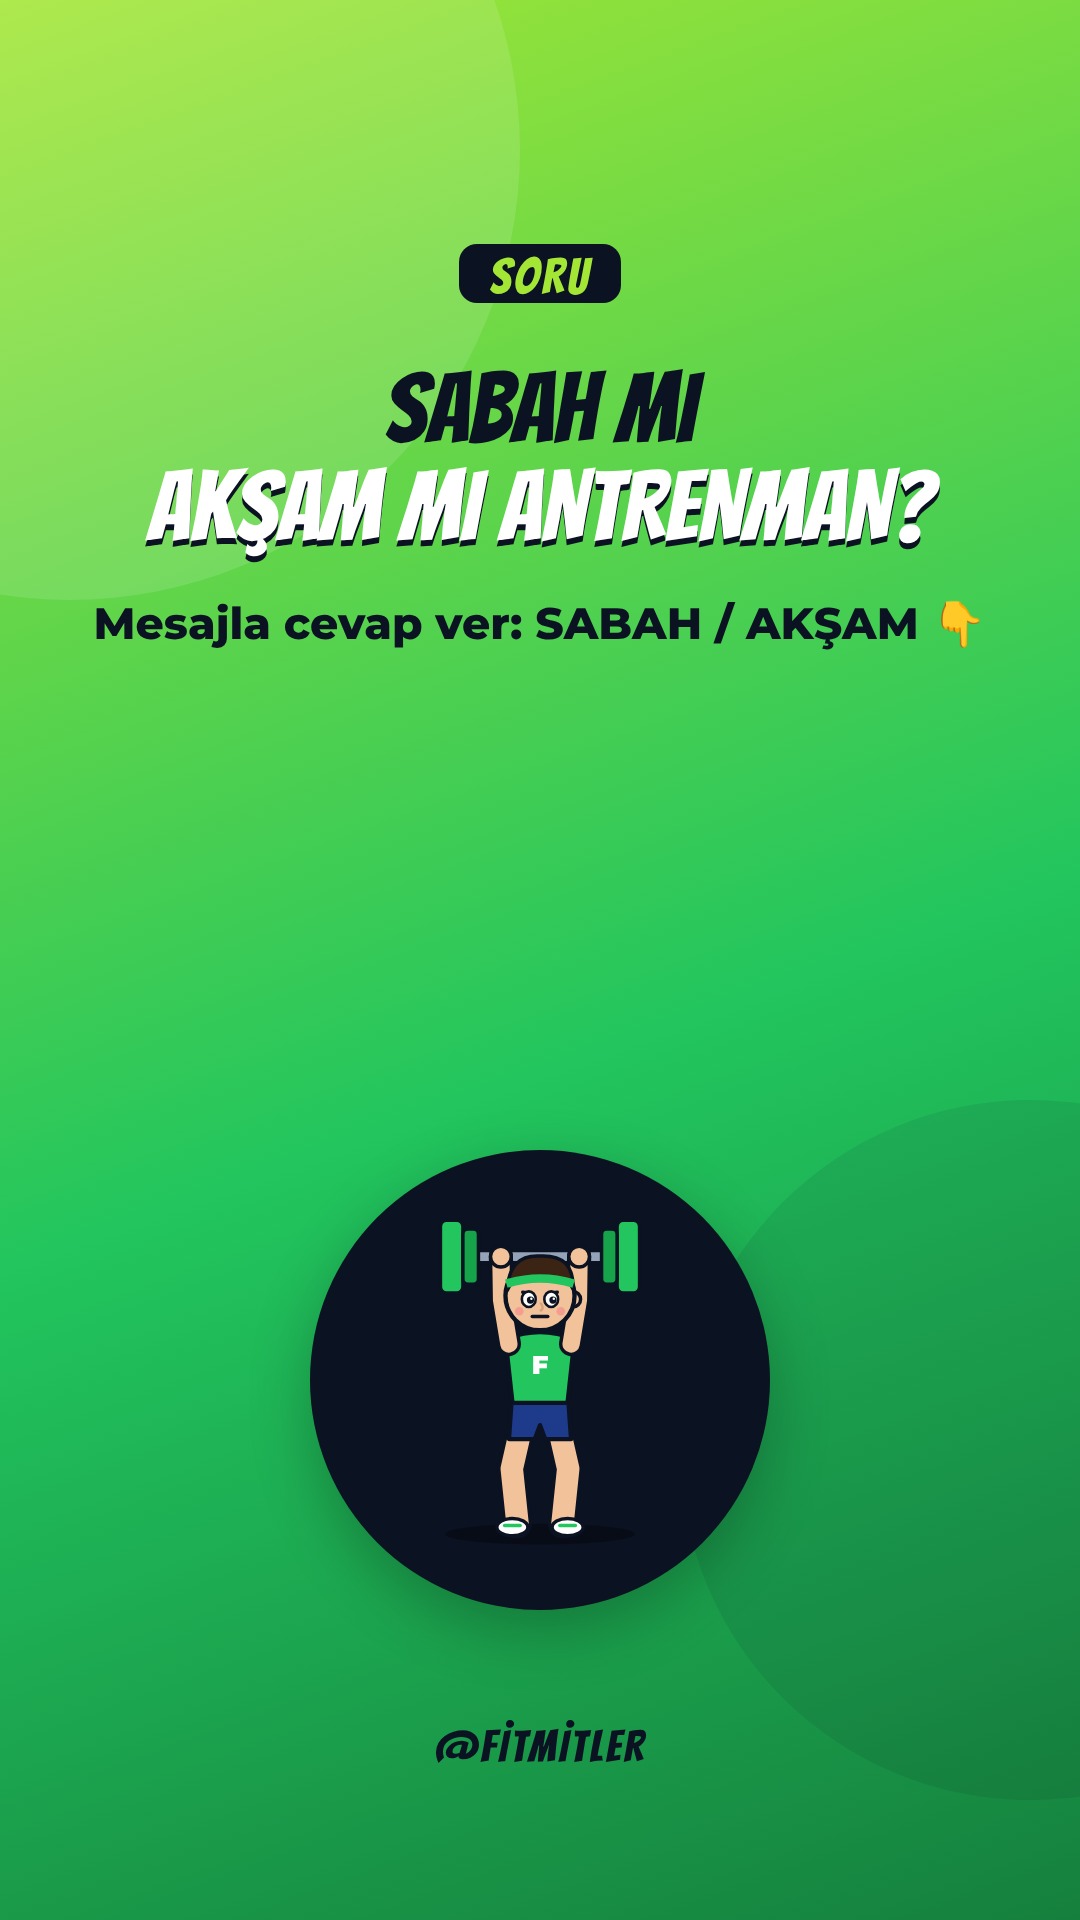 SORU
SABAH MI
AKŞAM MI ANTRENMAN?
Mesajla cevap ver: SABAH / AKŞAM 👇
F
@FİTMİTLER